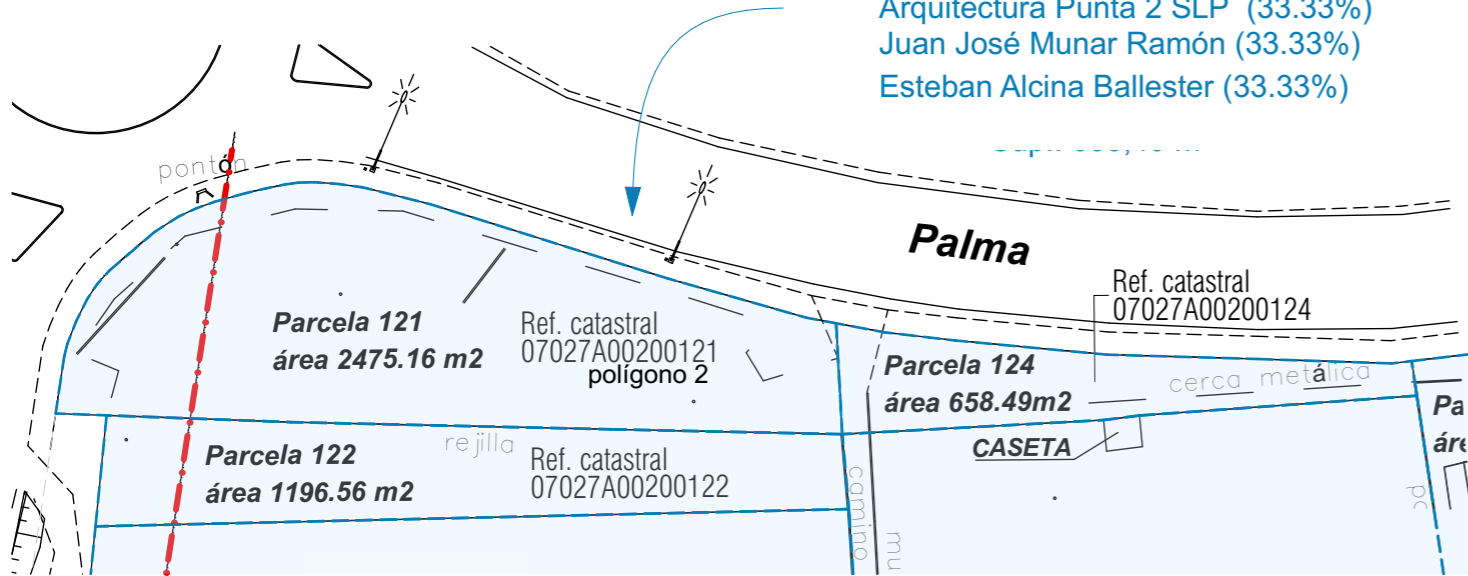 Arquitectura Punta 2 SLP (33.33%)
Juan José Munar Ramón (33.33%)
Esteban Alcina Ballester (33.33%)
pontón
Palma
Ref. catastral
07027A00200124
Parcela 121
área 2475.16 m2
Ref. catastral
07027A00200121
polígono 2
Parcela 124
área 658.49m2
cerca metálica
CASETA
rejilla
Parcela 122
área 1196.56 m2
Ref. catastral
07027A00200122
camino